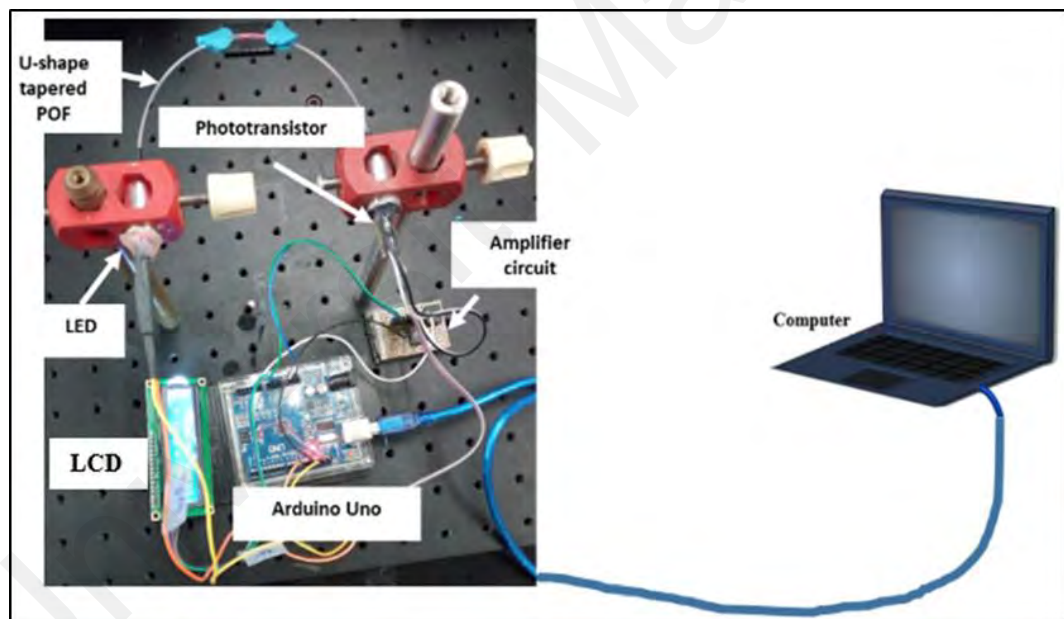 U-shape
tapered
POF
Phototransistor
Amplifier
circuit
LED
Computer
LCD
Arduino Uno